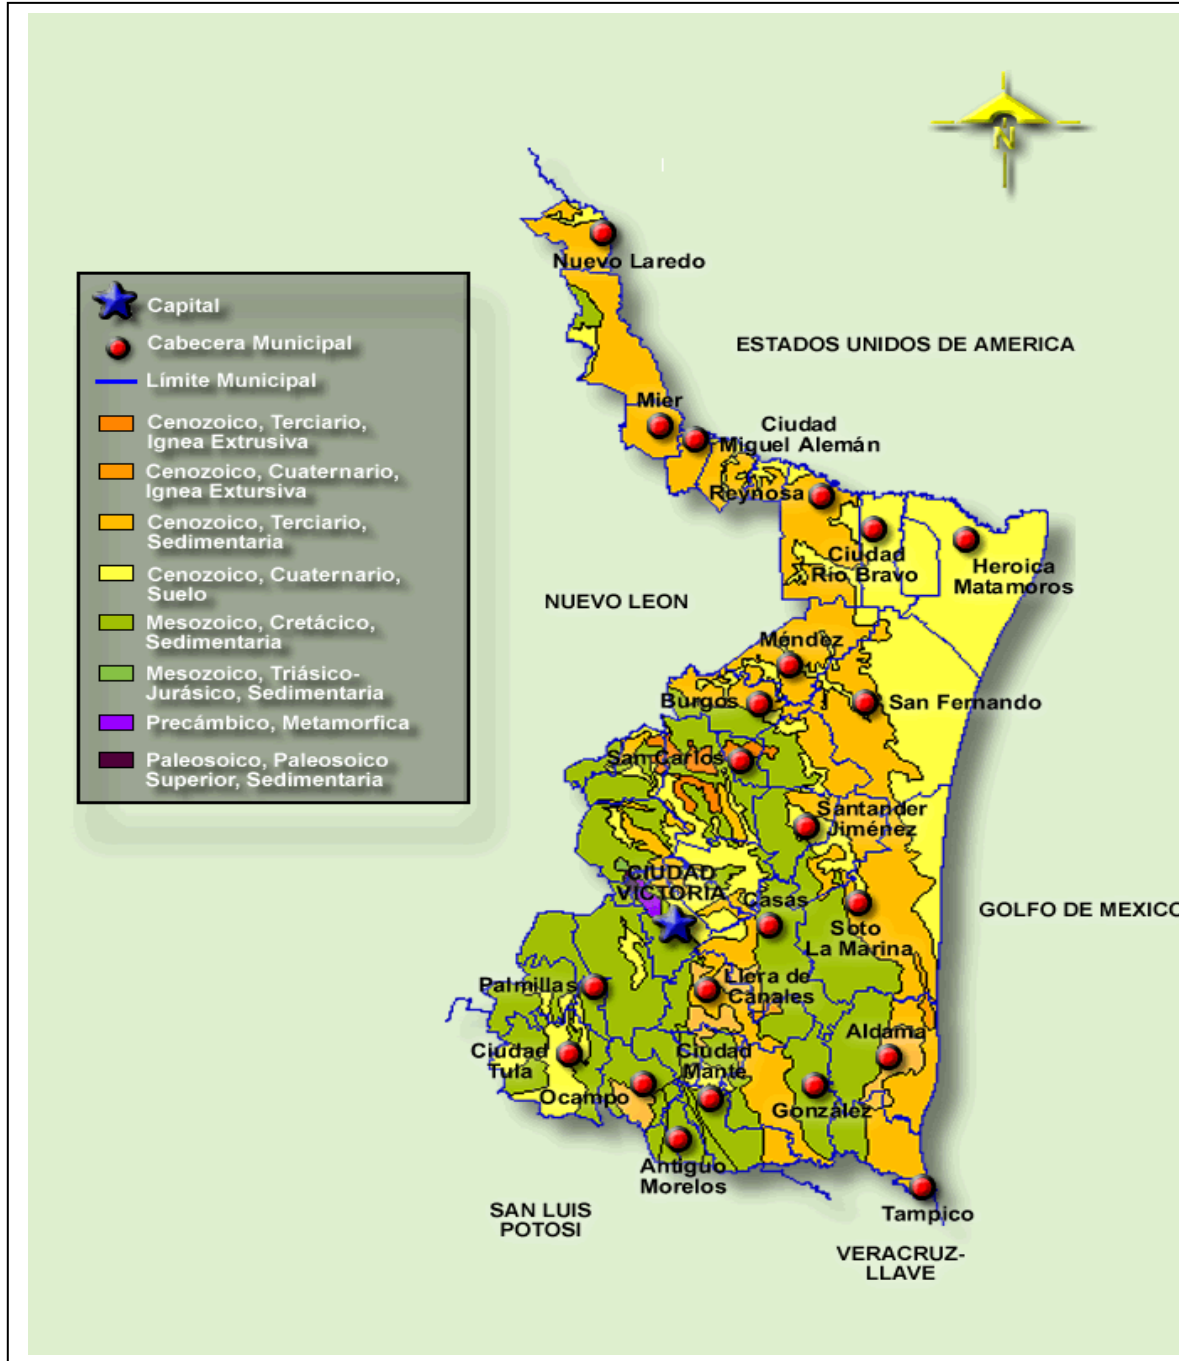 N
Nuevo Laredo
Capital
Cabecera Municipal
Límite Municipal
Cenozoico, Terciario,
Ignea Extrusiva
Cenozoico, Cuaternario,
Ignea Extursiva
Cenozoico, Terciario,
Sedimentaria
Cenozoico, Cuaternario,
Suelo
Mesozoico, Cretácico,
Sedimentaria
Mesozoico, Triásico-
Jurásico, Sedimentaria
Precámbico, Metamorfica
Paleosoico, Paleosoico
Superior, Sedimentaria
ESTADOS UNIDOS DE AMERICA
Mier
Ciudad
Miguel Alemán
Reynosa
Ciudad
Río Bravo
Heroica
Matamoros
NUEVO LEON
Méndez
Burgos
San Fernando
San Carlos
Santander
Jiménez
CIUDAD
VICTORIA
Casas
Soto
La Marina
GOLFO DE MEXICO
Palmillas
Llera de
Canales
Aldama
Ciudad
Tula
Ciudad
Mante
Ocampo
González
Antiguo
Morelos
SAN LUIS
POTOSI
Tampico
VERACRUZ-
LLAVE